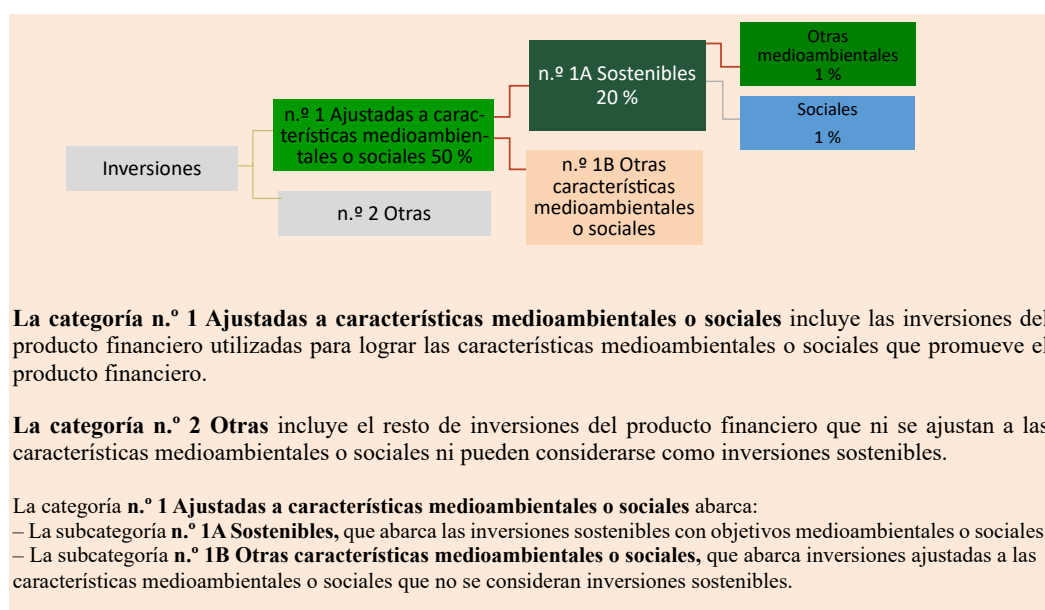 Inversiones
n.º 1 Ajustadas a carac-
terísticas medioambien-
tales o sociales 50 %
n.º 2 Otras
n.º 1A Sostenibles
20 %
n.º 1B Otras
características
medioambientales
o sociales
Otras
medioambientales
1 %
Sociales
1 %
La categoría n.º 1 Ajustadas a características medioambientales o sociales incluye las inversiones del
producto financiero utilizadas para lograr las características medioambientales o sociales que promueve el
producto financiero.
La categoría n.º 2 Otras incluye el resto de inversiones del producto financiero que ni se ajustan a las
características medioambientales o sociales ni pueden considerarse como inversiones sostenibles.
La categoría n.º 1 Ajustadas a características medioambientales o sociales abarca:
– La subcategoría n.º 1A Sostenibles, que abarca las inversiones sostenibles con objetivos medioambientales o sociales
– La subcategoría n.º 1B Otras características medioambientales o sociales, que abarca inversiones ajustadas a las
características medioambientales o sociales que no se consideran inversiones sostenibles.